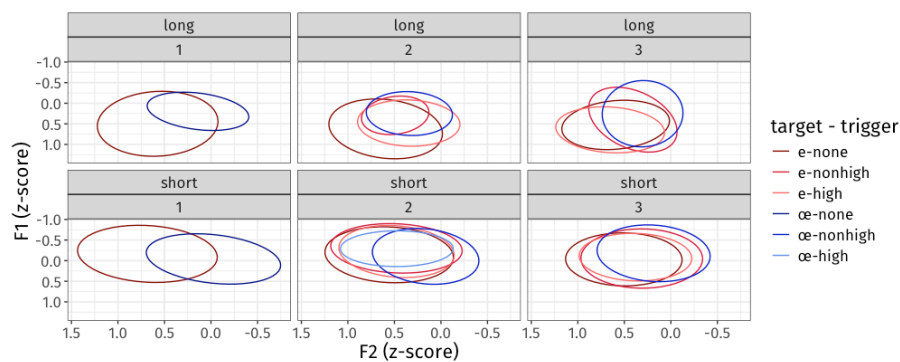 long long long
1 2 3
-1.0
-0.5
0.0
0.5
1.0
short short short
1 2 3
-1.0
-0.5
0.0
0.5
1.0
1.5 1.0 0.5 0.0 -0.5 1.5 1.0 0.5 0.0 -0.5 1.5 1.0 0.5 0.0 -0.5
F2 (z-score)
F1 (z-score)
target - trigger
e-none
e-nonhigh
e-high
œ-none
œ-nonhigh
œ-high